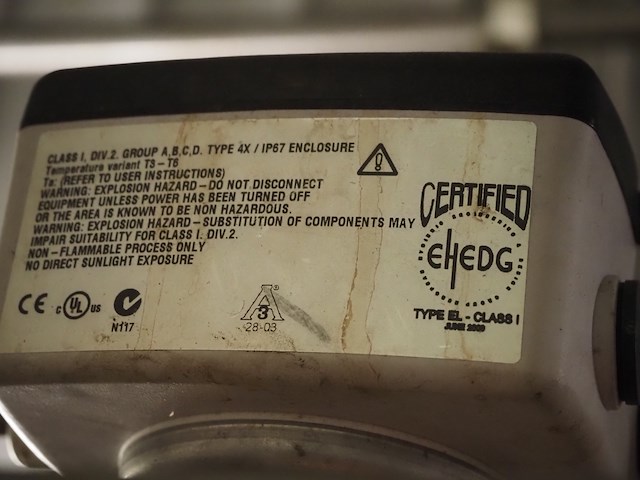 CLASS I, DIV.2. GROUP A,B,C,D. TYPE 4X / IP67 ENCLOSURE
Temperature variant T3 – T6
Ta: (REFER TO USER INSTRUCTIONS)
WARNING: EXPLOSION HAZARD – DO NOT DISCONNECT
EQUIPMENT UNLESS POWER HAS BEEN TURNED OFF
OR THE AREA IS KNOWN TO BE NON HAZARDOUS.
WARNING: EXPLOSION HAZARD – SUBSTITUTION OF COMPONENTS MAY
IMPAIR SUITABILITY FOR CLASS I. DIV.2.
NON – FLAMMABLE PROCESS ONLY
NO DIRECT SUNLIGHT EXPOSURE
CE c UL US
N117
A 3
28-03
CERTIFIED
EHEDG
TYPE EL - CLASS I
JUNE 2009